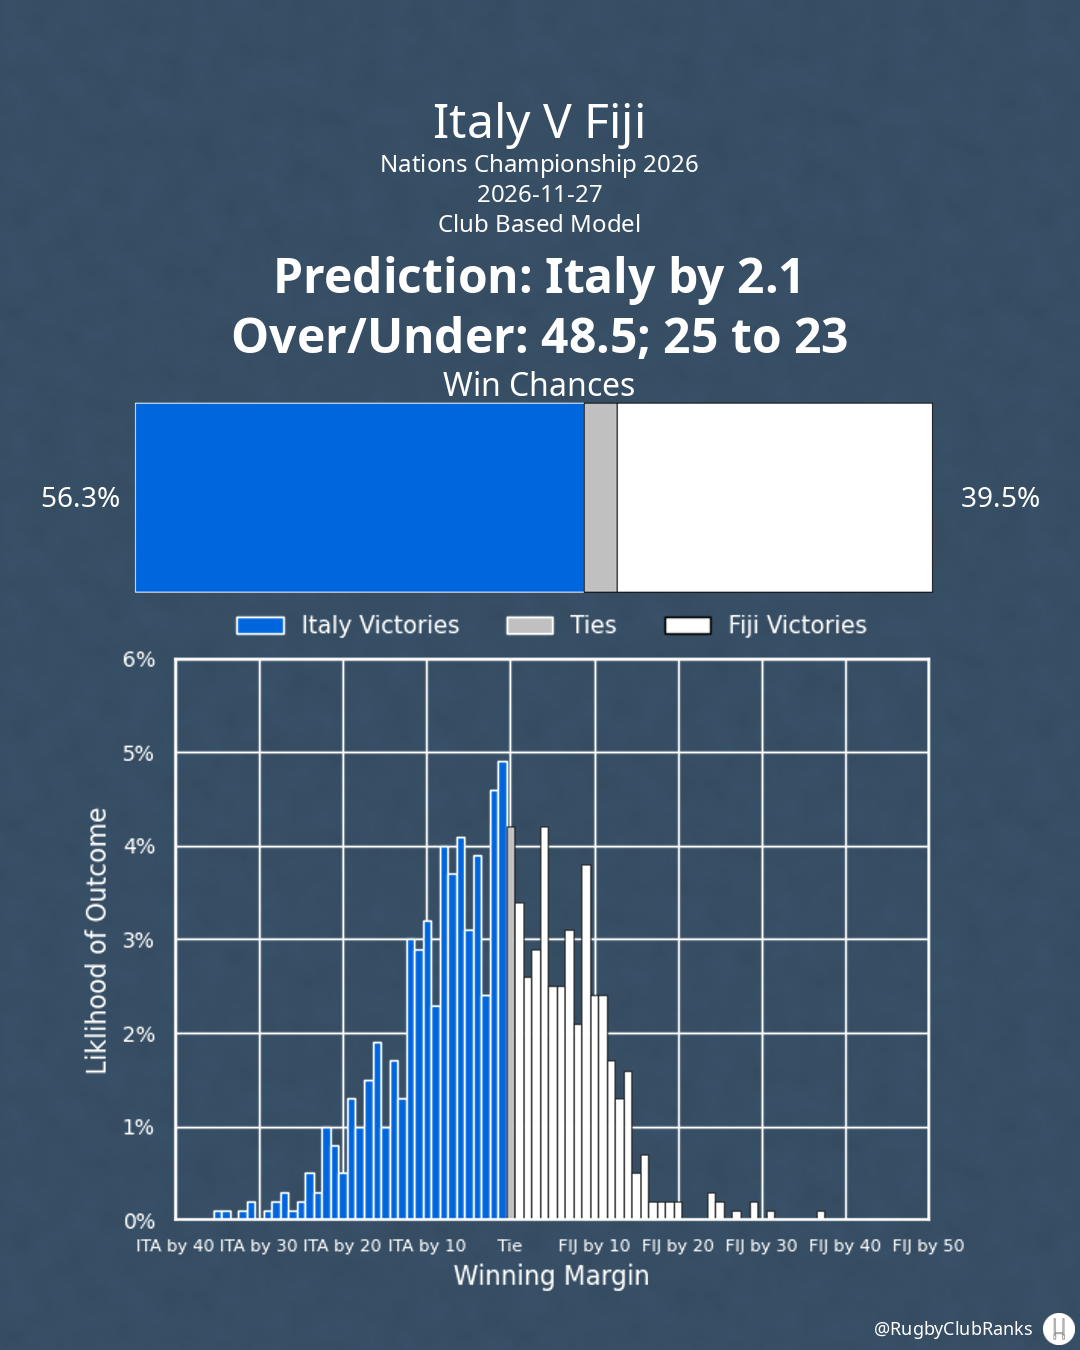 Italy V Fiji
Nations Championship 2026
2026-11-27
Club Based Model
Prediction: Italy by 2.1
Over/Under: 48.5; 25 to 23
Win Chances
56.3%
39.5%
Italy Victories
Ties
Fiji Victories
6%
5%
4%
3%
2%
1%
0%
Liklihood of Outcome
ITA by 40 ITA by 30 ITA by 20 ITA by 10 Tie FIJ by 10 FIJ by 20 FIJ by 30 FIJ by 40 FIJ by 50
Winning Margin
@RugbyClubRanks